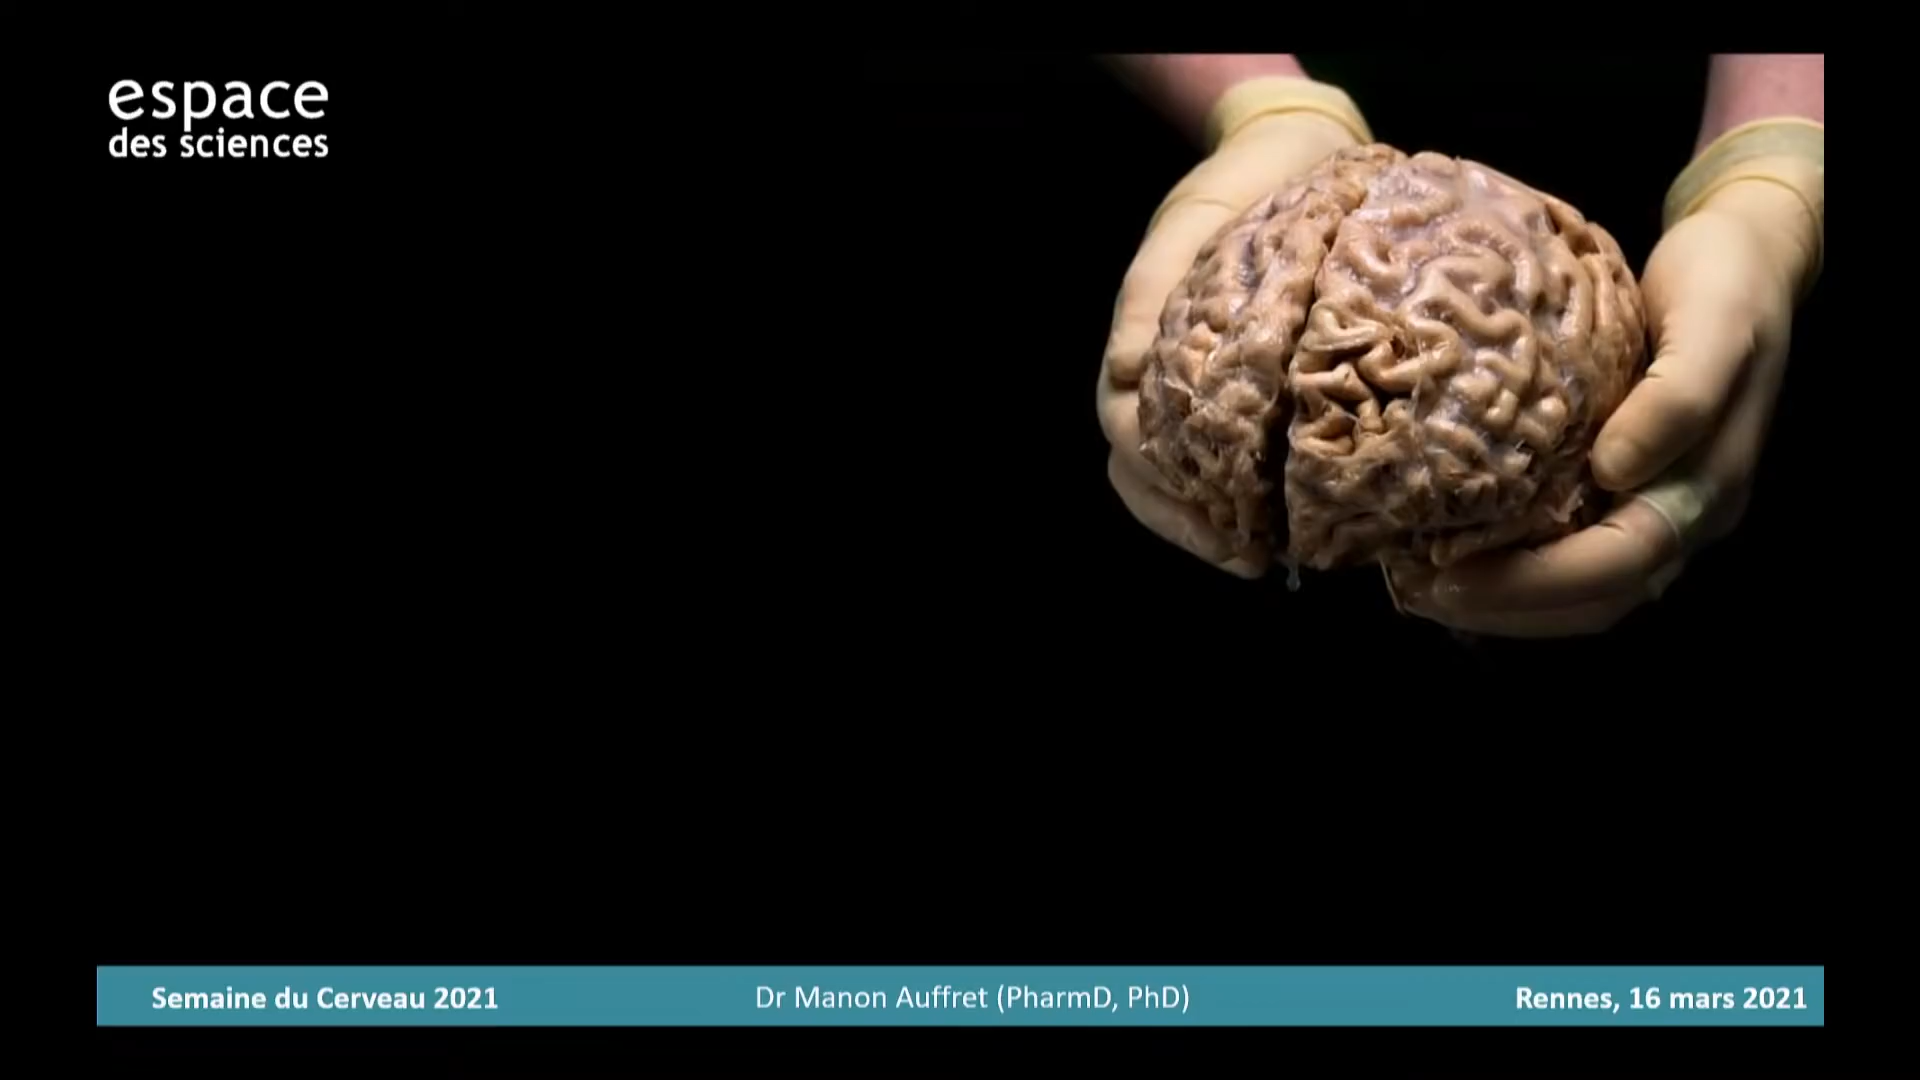 espace
des sciences
Semaine du Cerveau 2021
Dr Manon Auffret (PharmD, PhD)
Rennes, 16 mars 2021